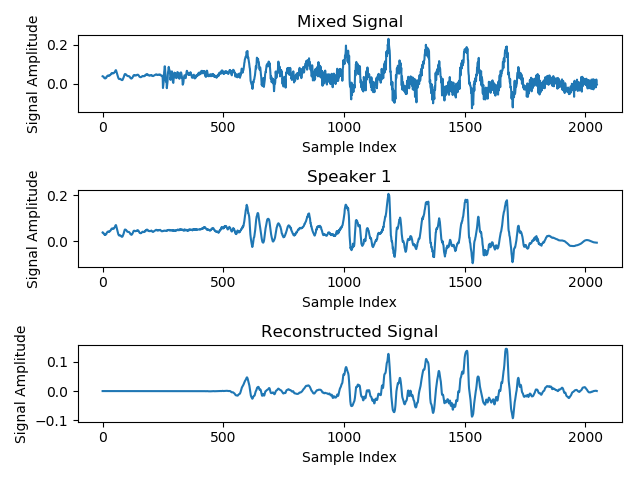 Mixed Signal
Signal Amplitude
0.2
0.0
0 500 1000 1500 2000
Sample Index
Speaker 1
Signal Amplitude
0.2
0.0
0 500 1000 1500 2000
Sample Index
Reconstructed Signal
Signal Amplitude
0.1
0.0
−0.1
0 500 1000 1500 2000
Sample Index